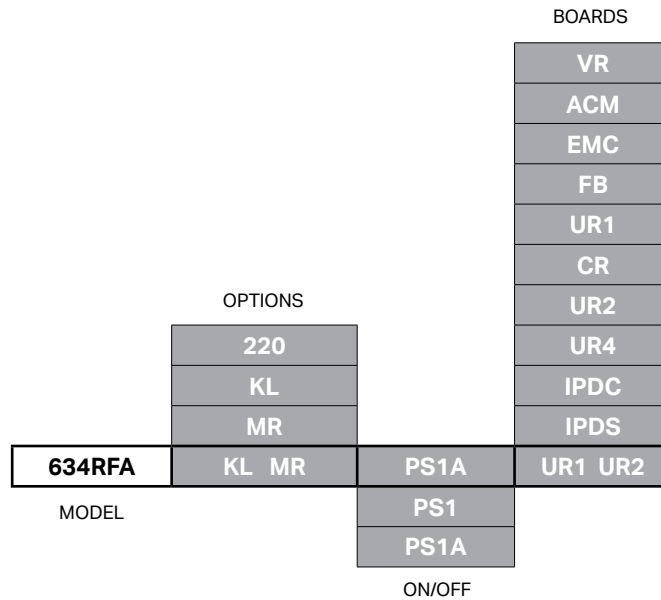 BOARDS
VR
ACM
EMC
FB
UR1
CR
OPTIONS
UR2
220
UR4
KL
IPDC
MR
IPDS
634RFA KL MR PS1A UR1 UR2
MODEL
PS1
PS1A
ON/OFF